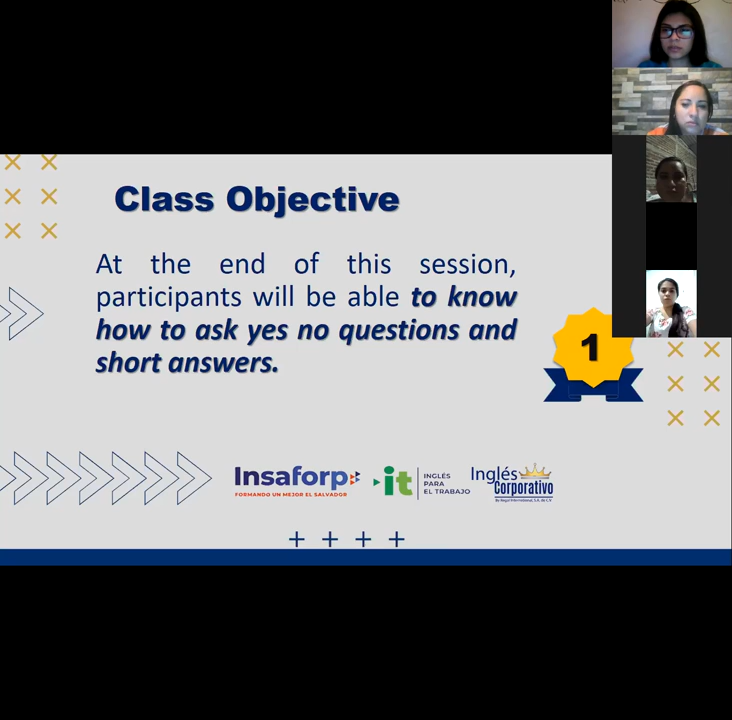 Class Objective
At the end of this session,
participants will be able to know
how to ask yes no questions and
short answers.
1
Insaforp
FORMANDO UN MEJOR EL SALVADOR
it
INGLÉS
PARA
EL TRABAJO
Inglés
Corporativo